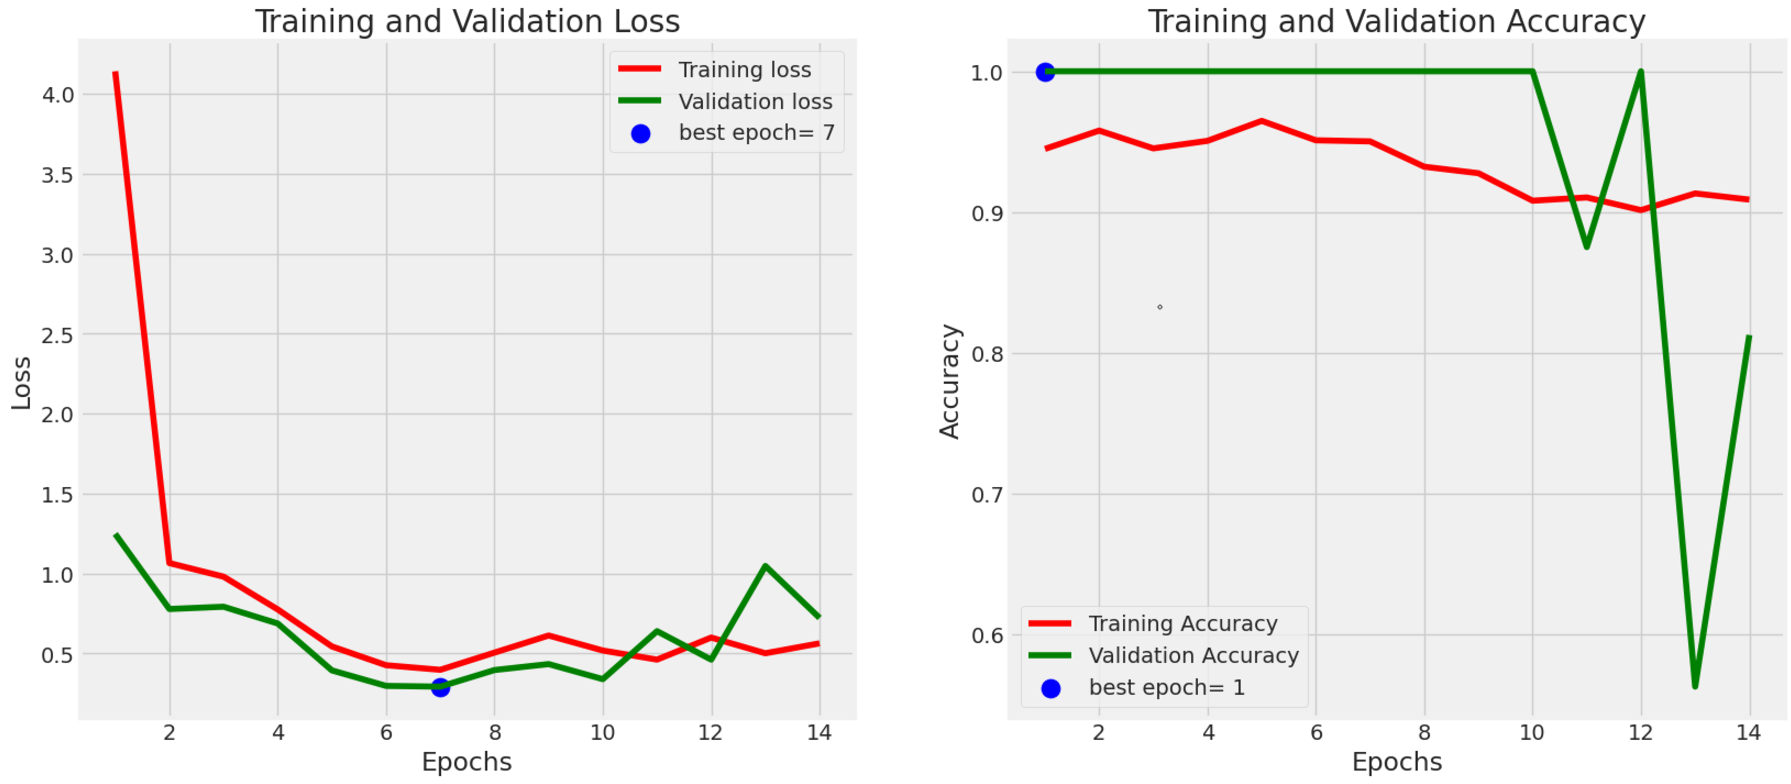 Training and Validation Loss
Training loss
Validation loss
best epoch= 7
4.0
3.5
3.0
2.5
2.0
1.5
1.0
0.5
Loss
2 4 6 8 10 12 14
Epochs
Training and Validation Accuracy
1.0
0.9
0.8
0.7
0.6
Accuracy
Training Accuracy
Validation Accuracy
best epoch= 1
2 4 6 8 10 12 14
Epochs